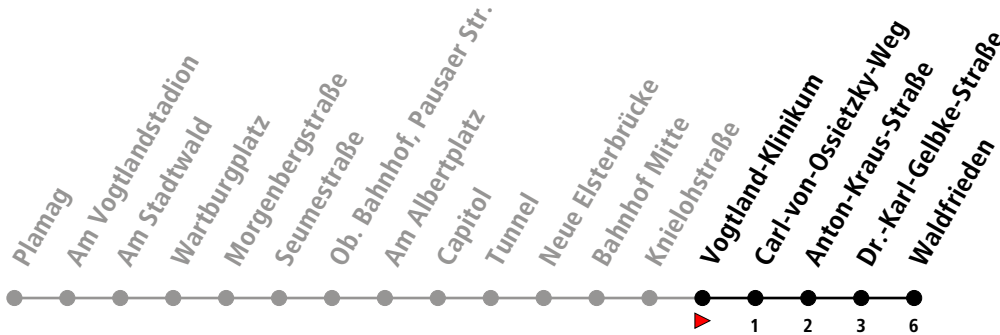 Plamag
Am Vogtlandstadion
Am Stadtwald
Wartburgplatz
Morgenbergstraße
Seumestraße
Ob. Bahnhof, Pausaer Str.
Am Albertplatz
Capitol
Tunnel
Neue Elsterbrücke
Bahnhof Mitte
Knielohstraße
Vogtland-Klinikum
Carl-von-Ossietzky-Weg
Anton-Kraus-Straße
Dr.-Karl-Gelbke-Straße
Waldfrieden
1 2 3 6